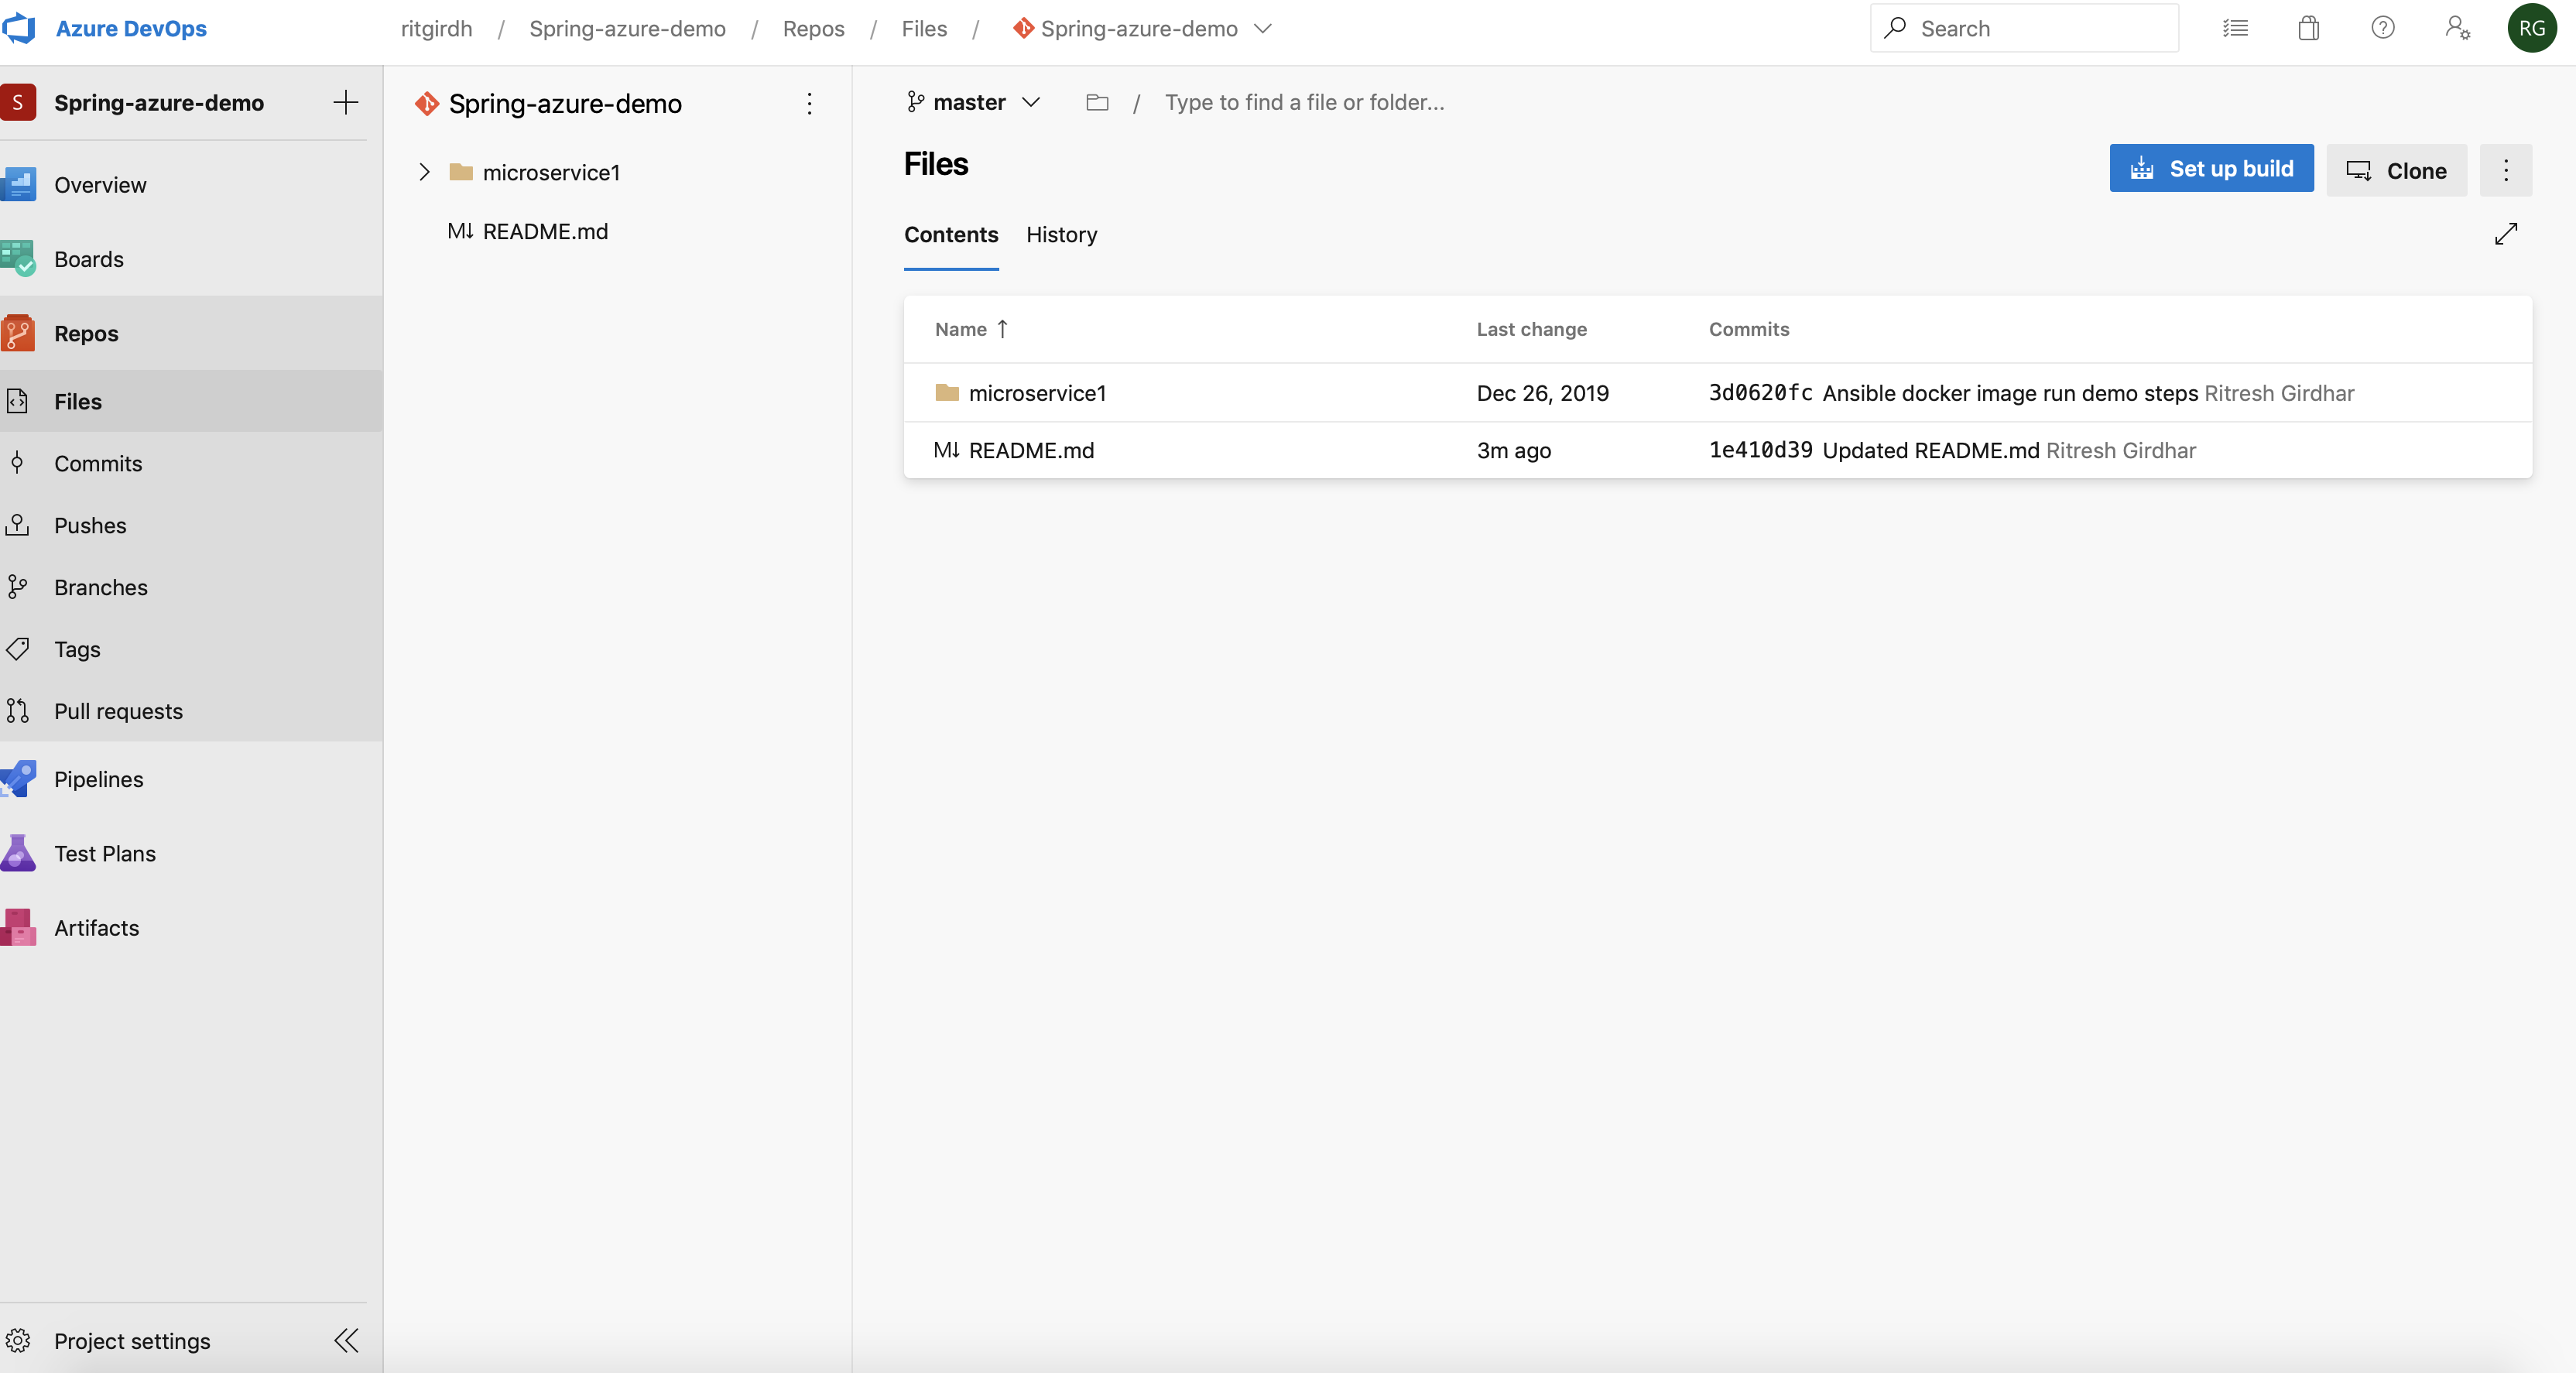 Azure DevOps
ritgirdh / Spring-azure-demo / Repos / Files / Spring-azure-demo
Search
RG
S Spring-azure-demo
Overview
Boards
Repos
Files
Commits
Pushes
Branches
Tags
Pull requests
Pipelines
Test Plans
Artifacts
Project settings
Spring-azure-demo
microservice1
M↓ README.md
master / Type to find a file or folder...
Files
Set up build
Clone
Contents History
Name ↑ Last change Commits
microservice1 Dec 26, 2019 3d0620fc Ansible docker image run demo steps Ritresh Girdhar
M↓ README.md 3m ago 1e410d39 Updated README.md Ritresh Girdhar